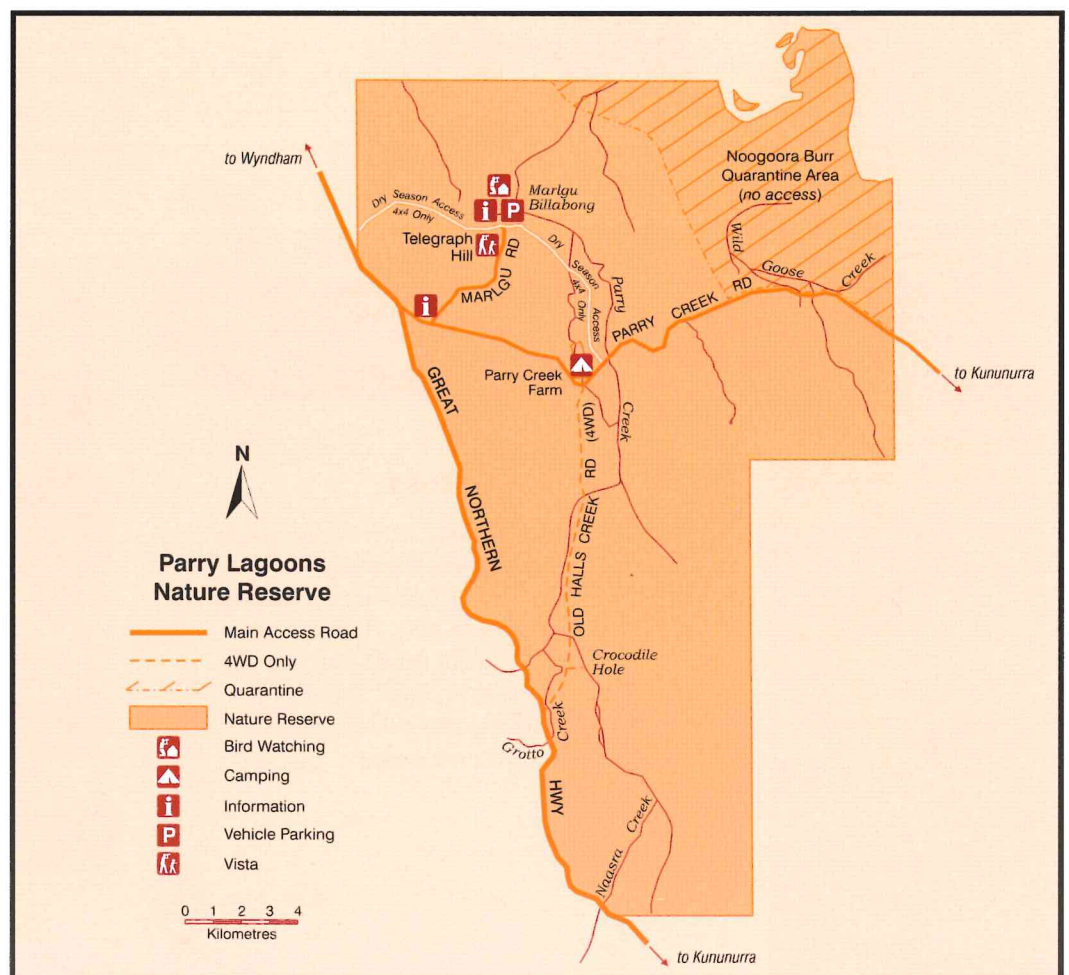 to Wyndham
Noogoora Burr
Quarantine Area
(no access)
Marlgu
Billabong
i P
Dry Season Access
4x4 Only
Telegraph
Hill
MARLGU RD
Dry Season Access
4x4 Only
Parry
Creek
Wild
Goose
Creek
PARRY CREEK RD
i
to Kununurra
Parry Creek
Farm
GREAT
NORTHERN
HWY
OLD HALLS CREEK RD (4WD)
Crocodile
Hole
Grotto
Creek
Naasra Creek
to Kununurra
N
Parry Lagoons
Nature Reserve
Main Access Road
4WD Only
Quarantine
Nature Reserve
Bird Watching
Camping
i Information
P Vehicle Parking
Vista
0 1 2 3 4
Kilometres